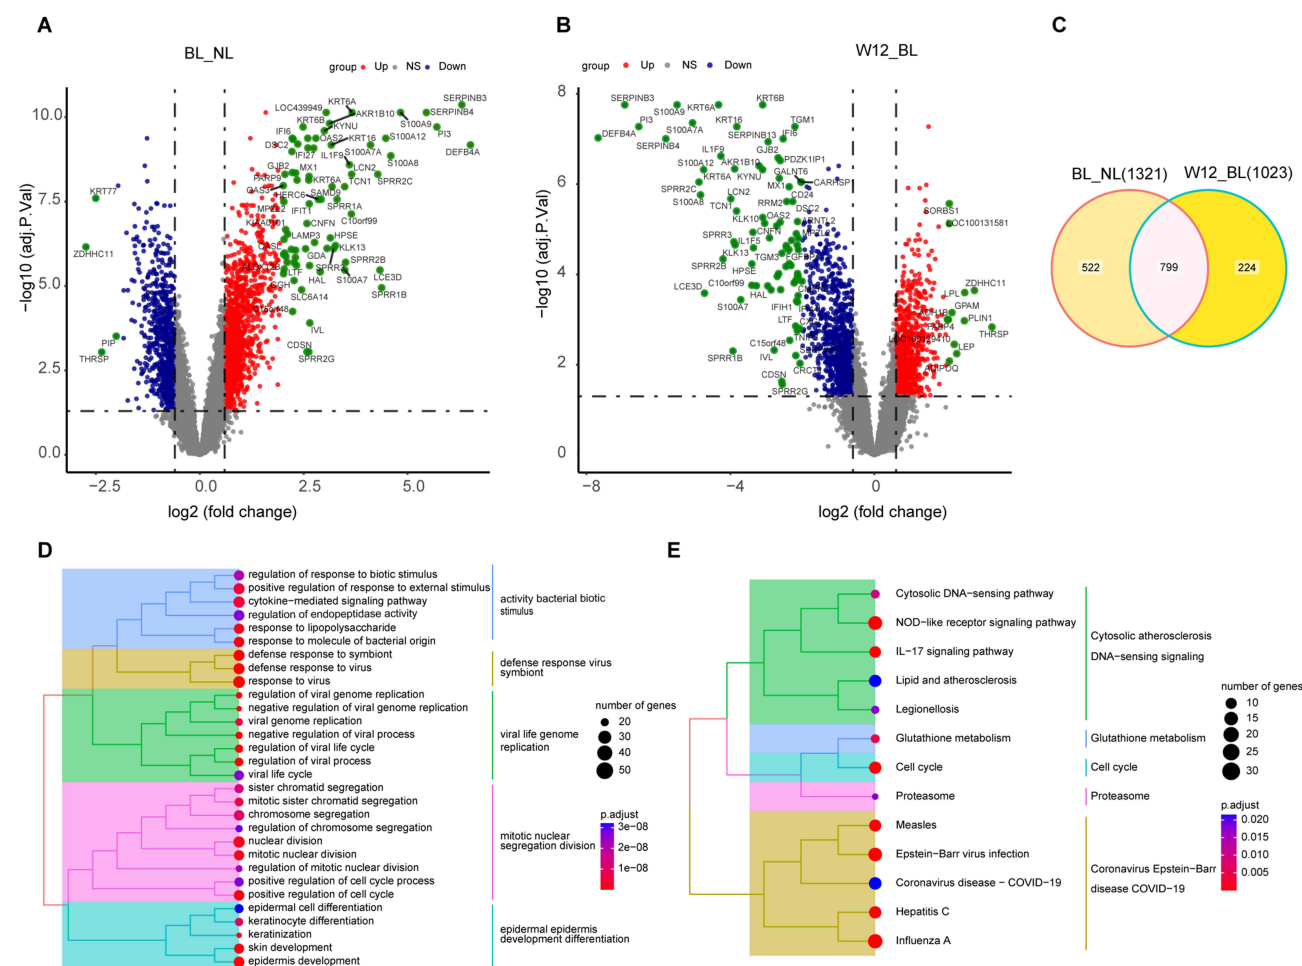 A
BL_NL
group Up NS Down
SERPINB3
KRT6A
LOC439949
AKR1B10
SERPINB4
KRT6B
KYNU
S100A9
PI3
IFI6
OAS2
KRT16
S100A12
DSC2
DEFB4A
IFI27
IL1F9
S100A7A
S100A8
GJB2
MX1
LCN2
PARP9
KRT6A
TCN1
SPRR2C
OAS3
HERC6
SAMD9
KRT77
MPZL2
IFIT1
SPRR1A
C10orf99
CNFN
LAMP3
HPSE
ZDHHC11
OASL
KLK13
GDA
SPRR2B
LTF
SPRR3
HAL
S100A7
LCE3D
SLC6A14
SPRR1B
C15orf48
IVL
PIP
CDSN
THRSP
SPRR2G
10.0
7.5
5.0
2.5
0.0
−log10 (adj.P.Val)
−2.5 0.0 2.5 5.0
log2 (fold change)
B
W12_BL
group Up NS Down
SERPINB3
KRT6A
KRT6B
S100A9
PI3
KRT16
TGM1
S100A7A
DEFB4A
SERPINB13
IFI6
SERPINB4
IL1F9
GJB2
S100A12
AKR1B10
PDZK1IP1
KRT6A
KYNU
GALNT6
SPRR2C
MX1
CARHSP1
LCN2
CD24
S100A8
TCN1
RRM2
DSC2
KLK10
OAS2
ARNTL2
SPRR3
CNFN
MPZL2
IL1F5
KLK13
TGM3
SPRR2B
HPSE
LCE3D
C10orf99
HAL
S100A7
IFIH1
LTF
C15orf48
SPRR1B
IVL
CRCT1
CDSN
SPRR2G
SORBS1
LOC100131581
ZDHHC11
LPL
GPAM
ADH1B
PLIN1
FABP4
THRSP
LOC100129410
LEP
ADIPOQ
8
6
4
2
0
−log10 (adj.P.Val)
−8 −4 0
log2 (fold change)
C
BL_NL(1321) W12_BL(1023)
522 799 224
D
regulation of response to biotic stimulus
positive regulation of response to external stimulus
cytokine−mediated signaling pathway
regulation of endopeptidase activity
response to lipopolysaccharide
response to molecule of bacterial origin
defense response to symbiont
defense response to virus
response to virus
regulation of viral genome replication
negative regulation of viral genome replication
viral genome replication
negative regulation of viral process
regulation of viral life cycle
regulation of viral process
viral life cycle
sister chromatid segregation
mitotic sister chromatid segregation
chromosome segregation
regulation of chromosome segregation
nuclear division
mitotic nuclear division
regulation of mitotic nuclear division
positive regulation of cell cycle process
positive regulation of cell cycle
epidermal cell differentiation
keratinocyte differentiation
keratinization
skin development
epidermis development
activity bacterial biotic
stimulus
defense response virus
symbiont
viral life genome
replication
mitotic nuclear
segregation division
epidermal epidermis
development differentiation
number of genes
20
30
40
50
p.adjust
3e−08
2e−08
1e−08
E
Cytosolic DNA−sensing pathway
NOD−like receptor signaling pathway
IL−17 signaling pathway
Lipid and atherosclerosis
Legionellosis
Glutathione metabolism
Cell cycle
Proteasome
Measles
Epstein−Barr virus infection
Coronavirus disease − COVID−19
Hepatitis C
Influenza A
Cytosolic atherosclerosis
DNA−sensing signaling
Glutathione metabolism
Cell cycle
Proteasome
Coronavirus Epstein−Barr
disease COVID−19
number of genes
10
15
20
25
30
p.adjust
0.020
0.015
0.010
0.005